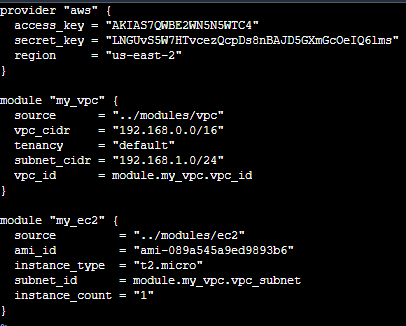 provider "aws" {
  access_key = "AKIAS7QWBE2WN5N5WTC4"
  secret_key = "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"
  region     = "us-east-2"
}
module "my_vpc" {
  source      = "../modules/vpc"
  vpc_cidr    = "192.168.0.0/16"
  tenancy     = "default"
  subnet_cidr = "192.168.1.0/24"
  vpc_id      = module.my_vpc.vpc_id
}
module "my_ec2" {
  source         = "../modules/ec2"
  ami_id         = "ami-089a545a9ed9893b6"
  instance_type  = "t2.micro"
  subnet_id      = module.my_vpc.vpc_subnet
  instance_count = "1"
}